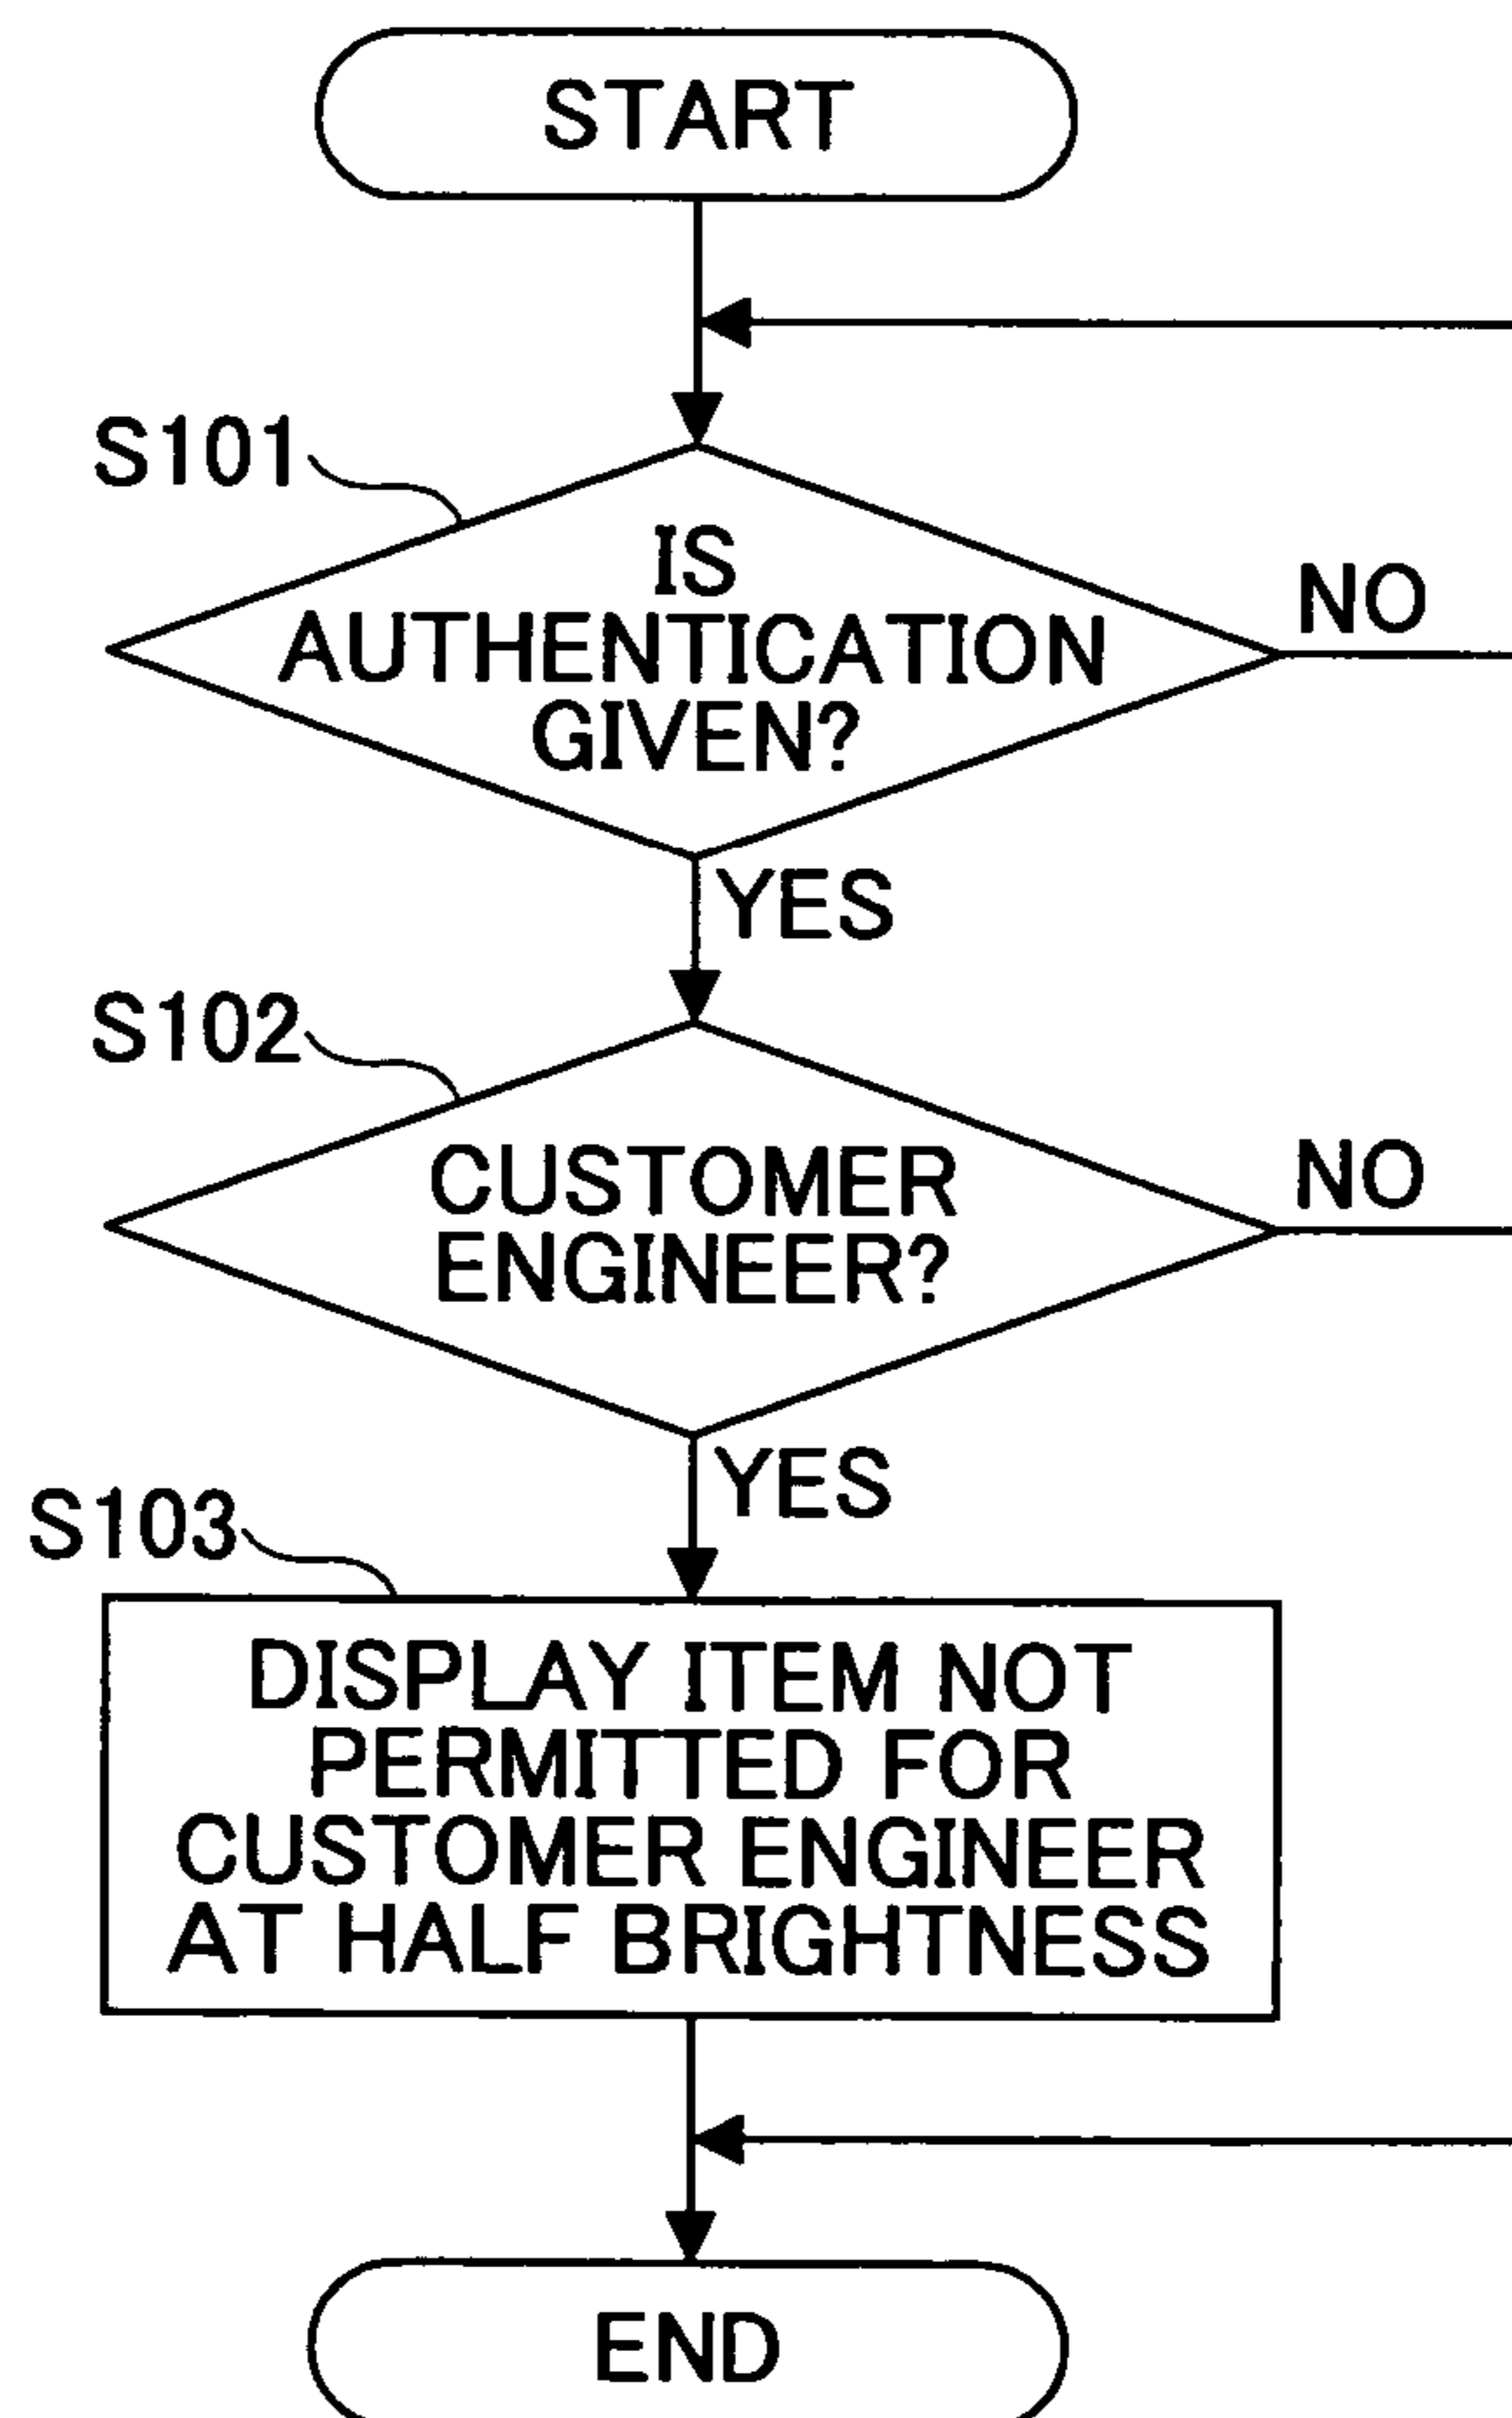 START
S101
IS
AUTHENTICATION
GIVEN?
NO
YES
S102
CUSTOMER
ENGINEER?
NO
YES
S103
DISPLAY ITEM NOT
PERMITTED FOR
CUSTOMER ENGINEER
AT HALF BRIGHTNESS
END